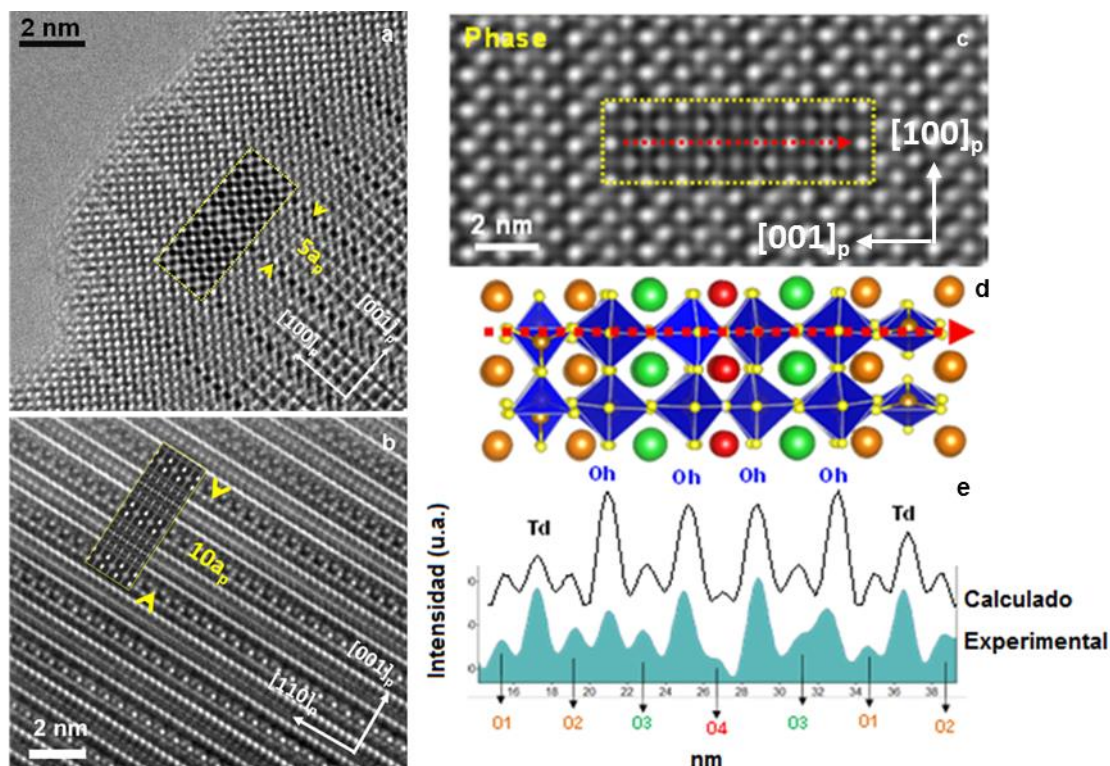 2 nm
a
5aₚ
[100]ₚ
[001]ₚ
b
10aₚ
[110]ₚ
[001]ₚ
2 nm
Phase
c
[100]ₚ
[001]ₚ
2 nm
d
e
Oh Oh Oh Oh
Td Td
Calculado
Experimental
Intensidad (u.a.)
16 18 20 22 24 26 28 30 32 34 36 38
O1 O2 O3 O4 O3 O1 O2
nm